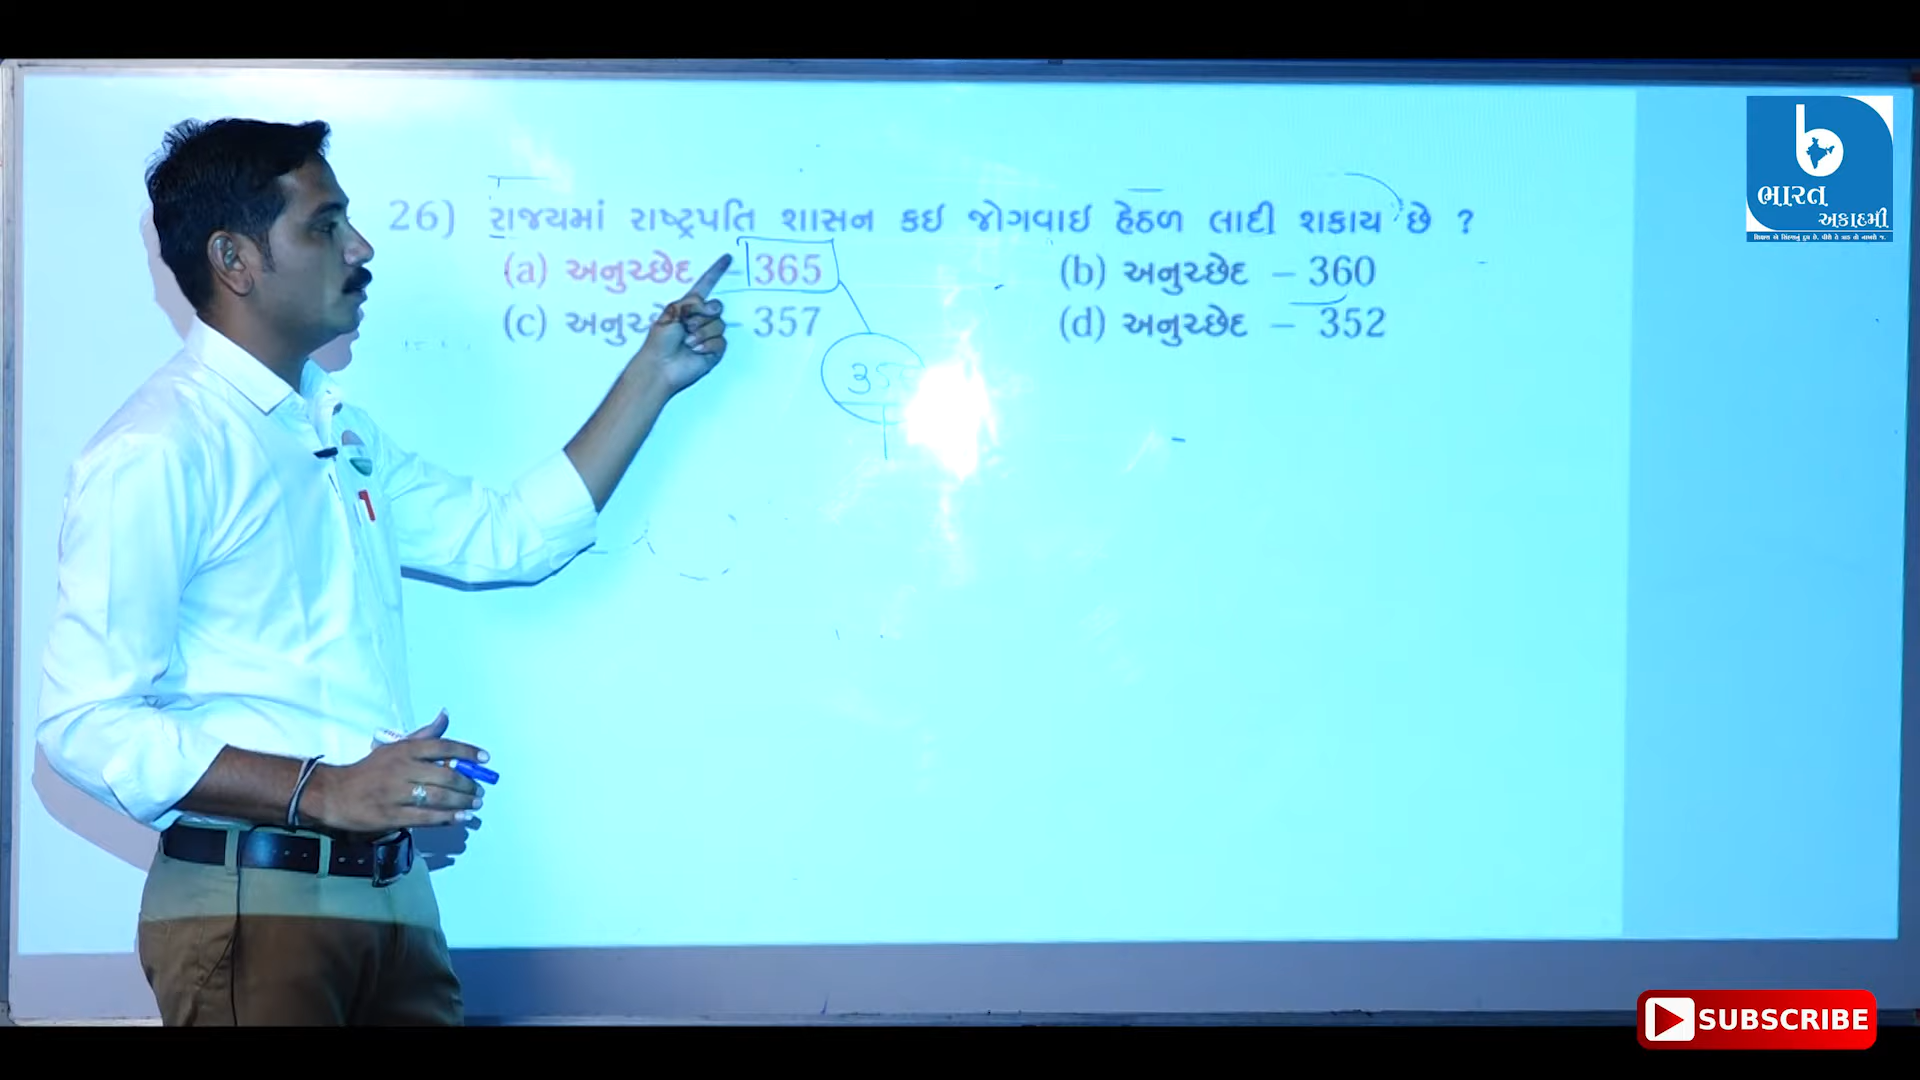 26) રાજ્યમાં રાષ્ટ્રપતિ શાસન કઇ જોગવાઇ હેઠળ લાદી શકાય છે ?
(a) અનુચ્છેદ – 365
(b) અનુચ્છેદ – 360
(c) અનુચ્છેદ – 357
(d) અનુચ્છેદ – 352
ભારત
અકાદમી
SUBSCRIBE